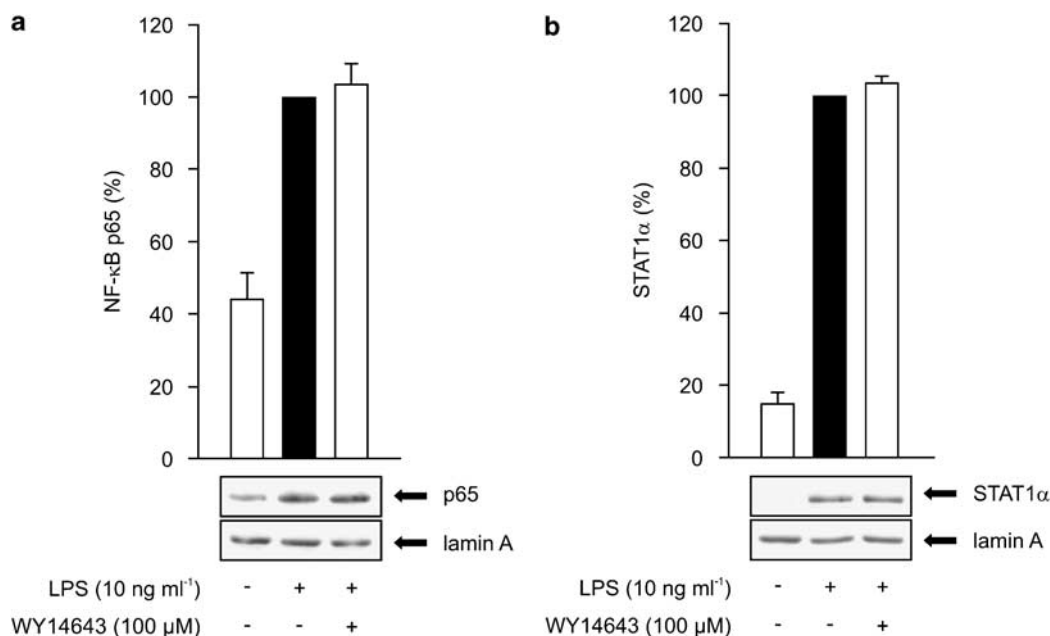 a
120
100
80
60
40
20
0
NF-κB p65 (%)
p65
lamin A
LPS (10 ng ml⁻¹) - + +
WY14643 (100 µM) - - +
b
120
100
80
60
40
20
0
STAT1α (%)
STAT1α
lamin A
LPS (10 ng ml⁻¹) - + +
WY14643 (100 µM) - - +